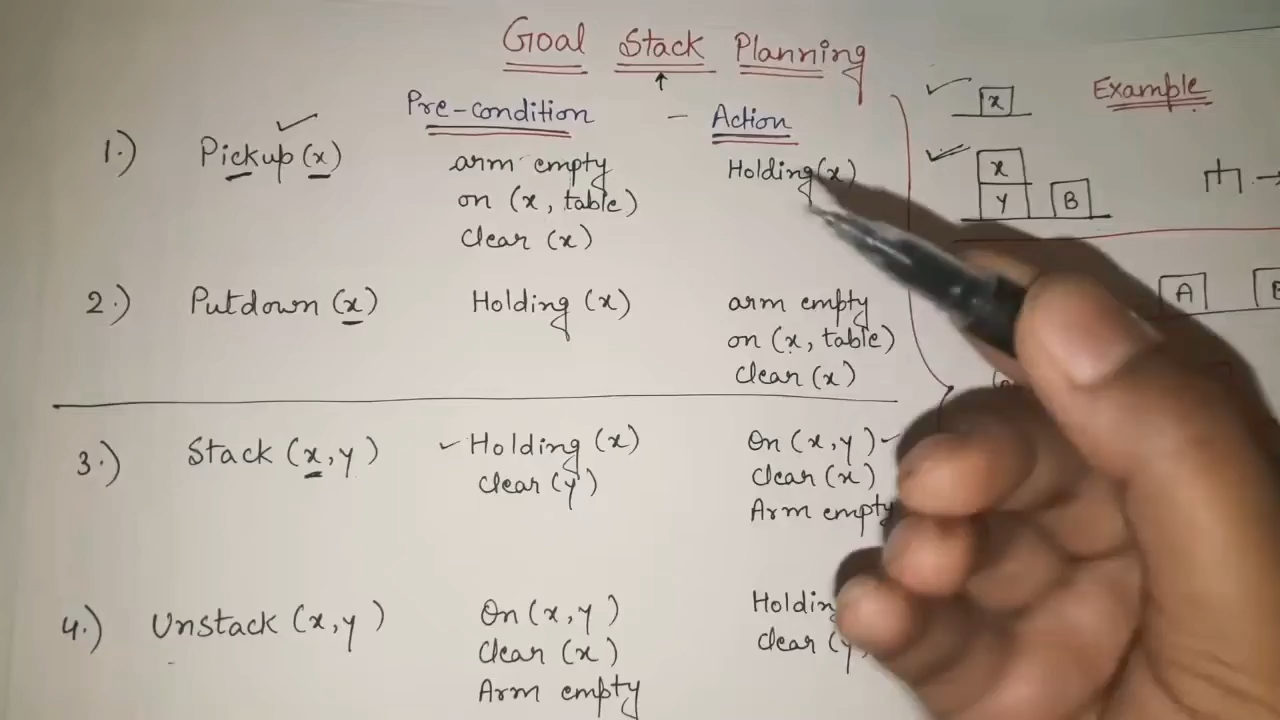 Goal Stack Planning
Pre-condition - Action
1.) Pickup (x) arm empty Holding (x)
on (x, table)
Clear (x)
2.) Putdown (x) Holding (x) arm empty
on (x, table)
Clear (x)
3.) Stack (x, y) Holding (x) On (x, y)
Clear (y) Clear (x)
Arm empty
4.) Unstack (x, y) On (x, y)
Clear (x) Clear (y
Arm empty
Example
x
x
y B
A